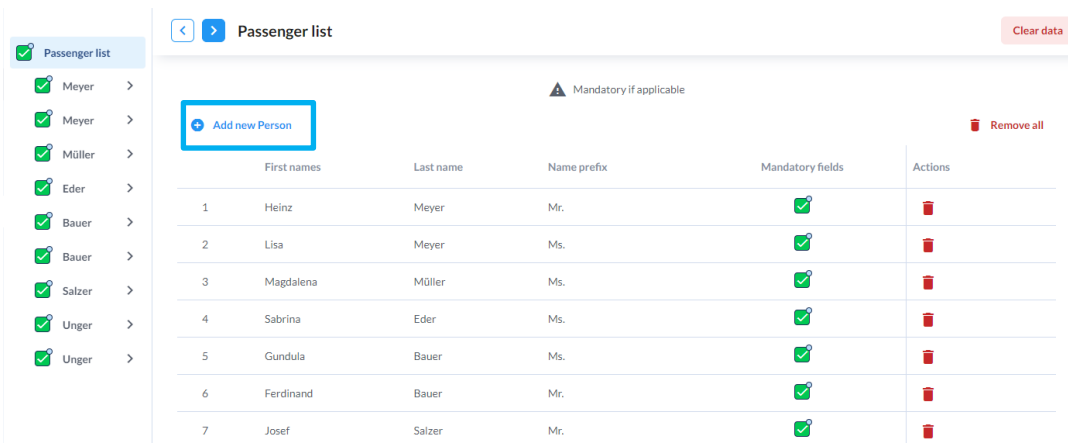 Passenger list
Clear data
Passenger list
Meyer
Meyer
Müller
Eder
Bauer
Bauer
Salzer
Unger
Unger
Mandatory if applicable
Add new Person
Remove all
First names Last name Name prefix Mandatory fields Actions
1 Heinz Meyer Mr.
2 Lisa Meyer Ms.
3 Magdalena Müller Ms.
4 Sabrina Eder Ms.
5 Gundula Bauer Ms.
6 Ferdinand Bauer Mr.
7 Josef Salzer Mr.